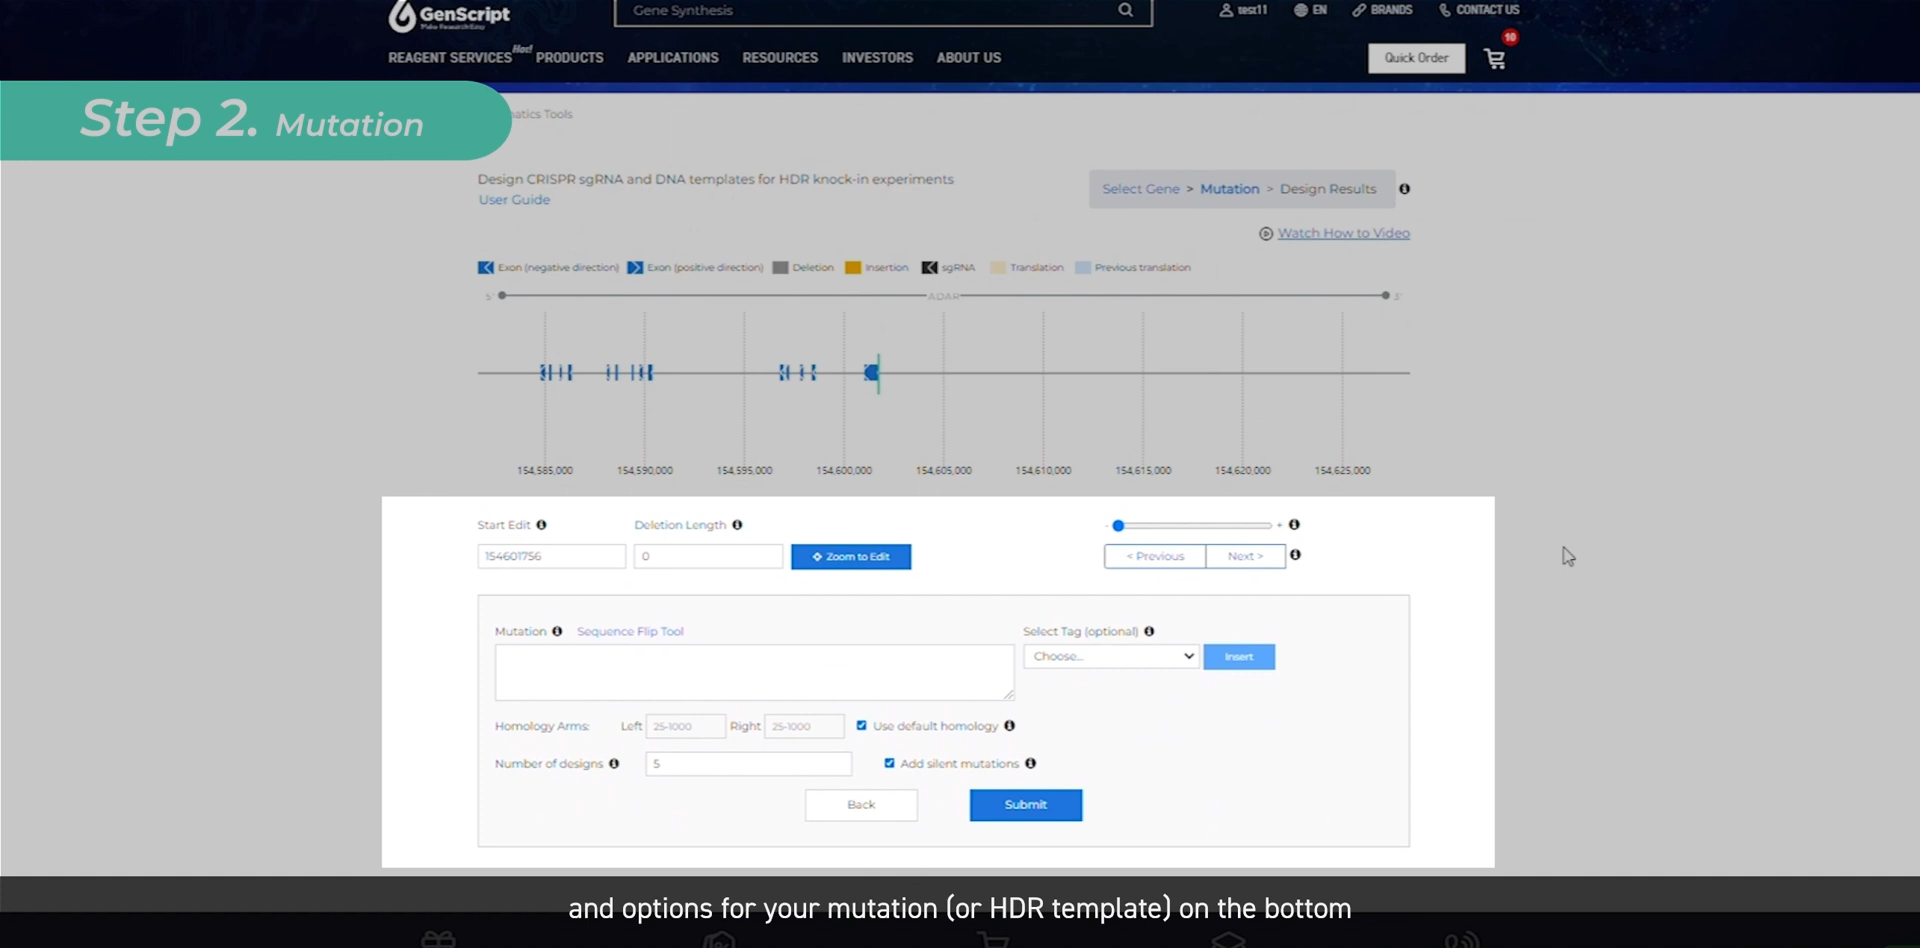 GenScript
Make Research Easy
Gene Synthesis
test11
EN
BRANDS
CONTACT US
REAGENT SERVICES Hot!
PRODUCTS
APPLICATIONS
RESOURCES
INVESTORS
ABOUT US
Quick Order
10
Step 2. Mutation
matics Tools
Design CRISPR sgRNA and DNA templates for HDR knock-in experiments
User Guide
Select Gene > Mutation > Design Results
Watch How to Video
Exon (negative direction) Exon (positive direction) Deletion Insertion sgRNA Translation Previous translation
5' ADAR 3'
154,585,000 154,590,000 154,595,000 154,600,000 154,605,000 154,610,000 154,615,000 154,620,000 154,625,000
Start Edit Deletion Length - +
154601756 0 Zoom to Edit < Previous Next >
Mutation Sequence Flip Tool Select Tag (optional)
Choose... Insert
Homology Arms: Left 25-1000 Right 25-1000 Use default homology
Number of designs 5 Add silent mutations
Back Submit
and options for your mutation (or HDR template) on the bottom